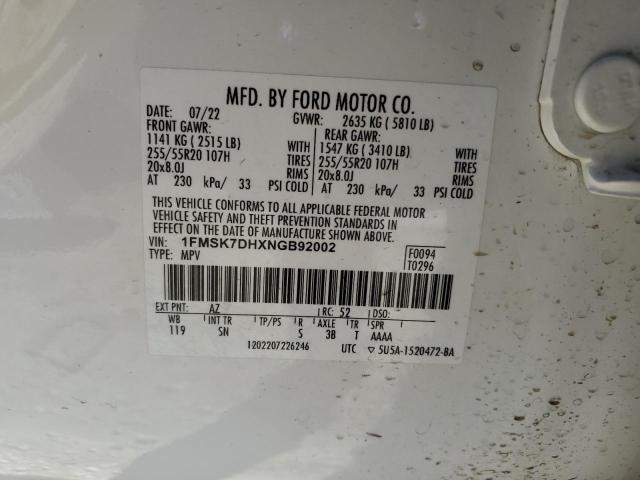 MFD. BY FORD MOTOR CO.
DATE: 07/22 GVWR: 2635 KG ( 5810 LB)
FRONT GAWR: REAR GAWR:
1141 KG ( 2515 LB) WITH 1547 KG ( 3410 LB) WITH
255/55R20 107H TIRES 255/55R20 107H TIRES
20x8.0J RIMS 20x8.0J RIMS
AT 230 kPa/ 33 PSI COLD AT 230 kPa/ 33 PSI COLD
THIS VEHICLE CONFORMS TO ALL APPLICABLE FEDERAL MOTOR
VEHICLE SAFETY AND THEFT PREVENTION STANDARDS IN
EFFECT ON THE DATE OF MANUFACTURE SHOWN ABOVE.
VIN: 1FMSK7DHXNGB92002 F0094
TYPE: MPV T0296
EXT PNT: AZ RC: 52 DSO:
WB INT TR TP/PS R AXLE TR SPR
119 SN S 3B T AAAA
1202207226246 UTC ▽ 5U5A-1520472-BA